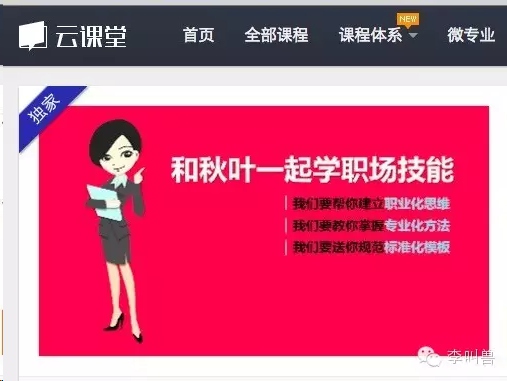 云课堂
首页 全部课程 课程体系 NEW 微专业
独家
和秋叶一起学职场技能
我们要帮你建立职业化思维
我们要教你掌握专业化方法
我们要送你规范标准化模板
李叫兽